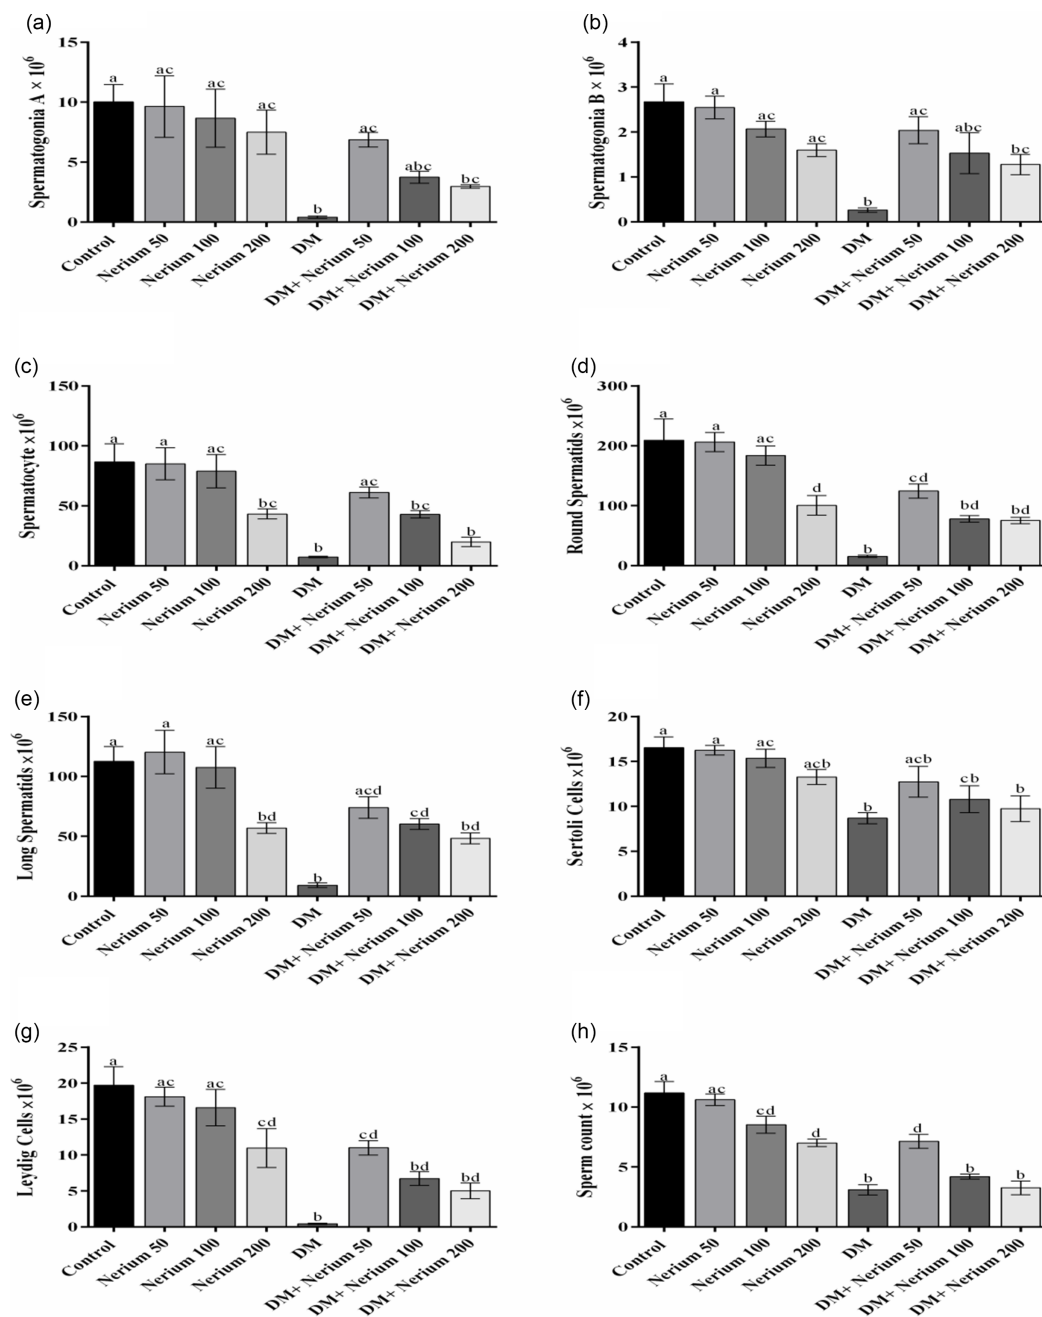 (a)
Spermatogonia A × 10⁶
15
10
5
0
a
ac
ac
ac
b
ac
abc
bc
Control
Nerium 50
Nerium 100
Nerium 200
DM
DM+ Nerium 50
DM+ Nerium 100
DM+ Nerium 200
(b)
Spermatogonia B × 10⁶
4
3
2
1
0
a
a
ac
ac
b
ac
abc
bc
Control
Nerium 50
Nerium 100
Nerium 200
DM
DM+ Nerium 50
DM+ Nerium 100
DM+ Nerium 200
(c)
Spermatocyte x10⁶
150
100
50
0
a
a
ac
bc
b
ac
bc
b
Control
Nerium 50
Nerium 100
Nerium 200
DM
DM+ Nerium 50
DM+ Nerium 100
DM+ Nerium 200
(d)
Round Spermatids x10⁶
300
200
100
0
a
a
ac
d
b
cd
bd
bd
Control
Nerium 50
Nerium 100
Nerium 200
DM
DM+ Nerium 50
DM+ Nerium 100
DM+ Nerium 200
(e)
Long Spermatids x10⁶
150
100
50
0
a
a
ac
bd
b
acd
cd
bd
Control
Nerium 50
Nerium 100
Nerium 200
DM
DM+ Nerium 50
DM+ Nerium 100
DM+ Nerium 200
(f)
Sertoli Cells x10⁶
20
15
10
5
0
a
a
ac
acb
b
acb
cb
b
Control
Nerium 50
Nerium 100
Nerium 200
DM
DM+ Nerium 50
DM+ Nerium 100
DM+ Nerium 200
(g)
Leydig Cells x10⁶
25
20
15
10
5
0
a
ac
ac
cd
b
cd
bd
bd
Control
Nerium 50
Nerium 100
Nerium 200
DM
DM+ Nerium 50
DM+ Nerium 100
DM+ Nerium 200
(h)
Sperm count x 10⁶
15
10
5
0
a
ac
cd
d
b
d
b
b
Control
Nerium 50
Nerium 100
Nerium 200
DM
DM+ Nerium 50
DM+ Nerium 100
DM+ Nerium 200